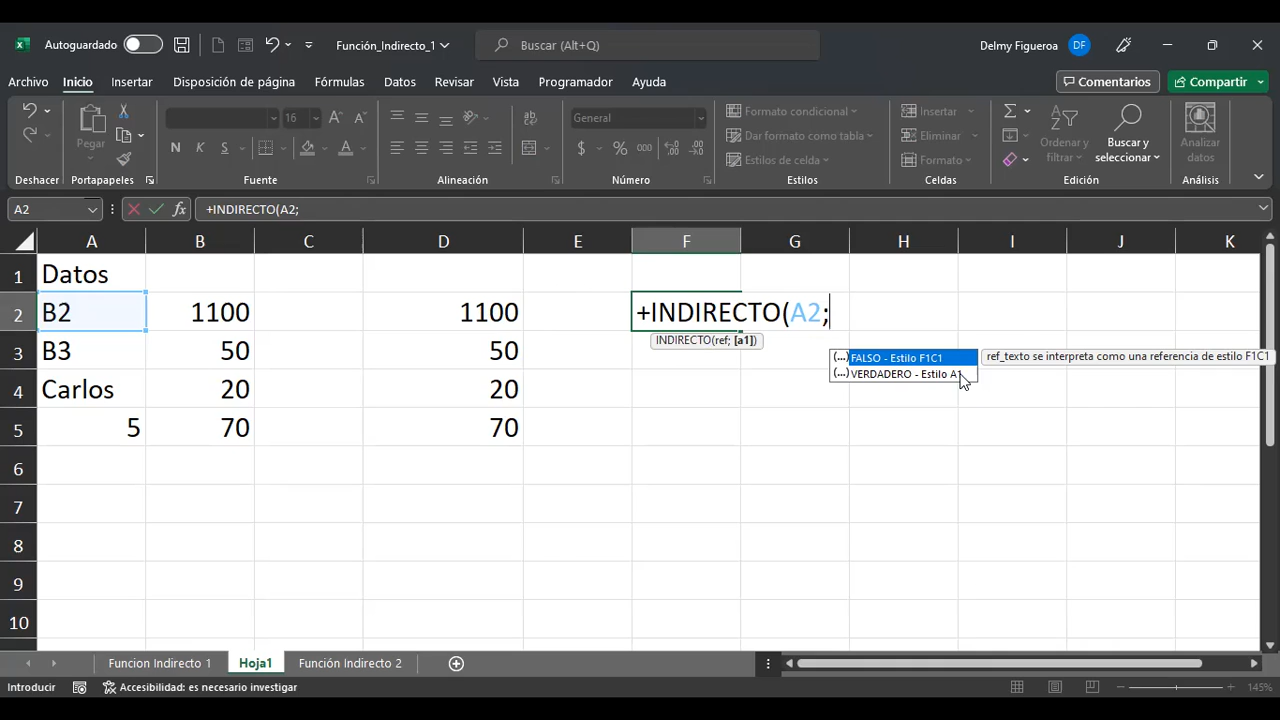 Autoguardado
Función_Indirecto_1
Buscar (Alt+Q)
Delmy Figueroa
DF
Archivo Inicio Insertar Disposición de página Fórmulas Datos Revisar Vista Programador Ayuda
Comentarios
Compartir
Pegar
16
General
Formato condicional
Dar formato como tabla
Estilos de celda
Insertar
Eliminar
Formato
Ordenar y filtrar
Buscar y seleccionar
Analizar datos
N K S
$ % 000
Deshacer Portapapeles Fuente Alineación Número Estilos Celdas Edición Análisis
A2
fx
+INDIRECTO(A2;
A B C D E F G H I J K
1 Datos
2 B2 1100 1100 +INDIRECTO(A2;
INDIRECTO(ref; [a1])
3 B3 50 50
(...) FALSO - Estilo F1C1
ref_texto se interpreta como una referencia de estilo F1C1
(...) VERDADERO - Estilo A1
4 Carlos 20 20
5 5 70 70
6
7
8
9
10
Funcion Indirecto 1 Hoja1 Función Indirecto 2
Introducir
Accesibilidad: es necesario investigar
145%